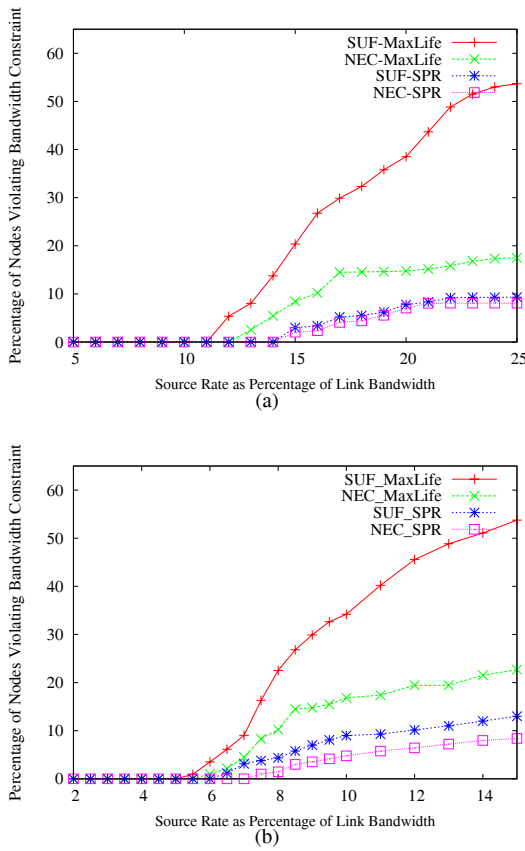 (a)
Percentage of Nodes Violating Bandwidth Constraint
60
50
40
30
20
10
0
SUF-MaxLife
NEC-MaxLife
SUF-SPR
NEC-SPR
5 10 15 20 25
Source Rate as Percentage of Link Bandwidth
(a)
Percentage of Nodes Violating Bandwidth Constraint
60
50
40
30
20
10
0
SUF_MaxLife
NEC_MaxLife
SUF_SPR
NEC_SPR
2 4 6 8 10 12 14
Source Rate as Percentage of Link Bandwidth
(b)